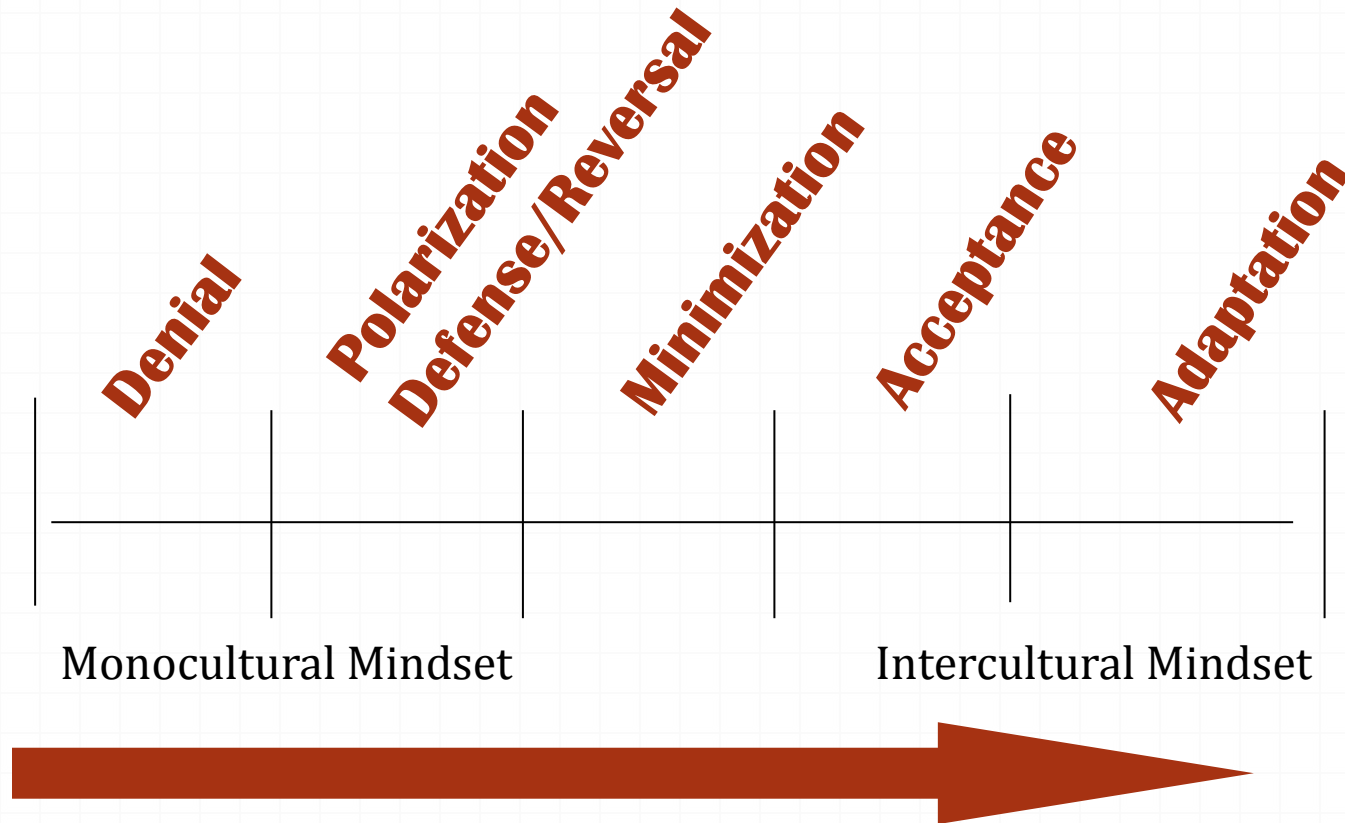 Denial
Polarization
Defense/Reversal
Minimization
Acceptance
Adaptation
Monocultural Mindset
Intercultural Mindset